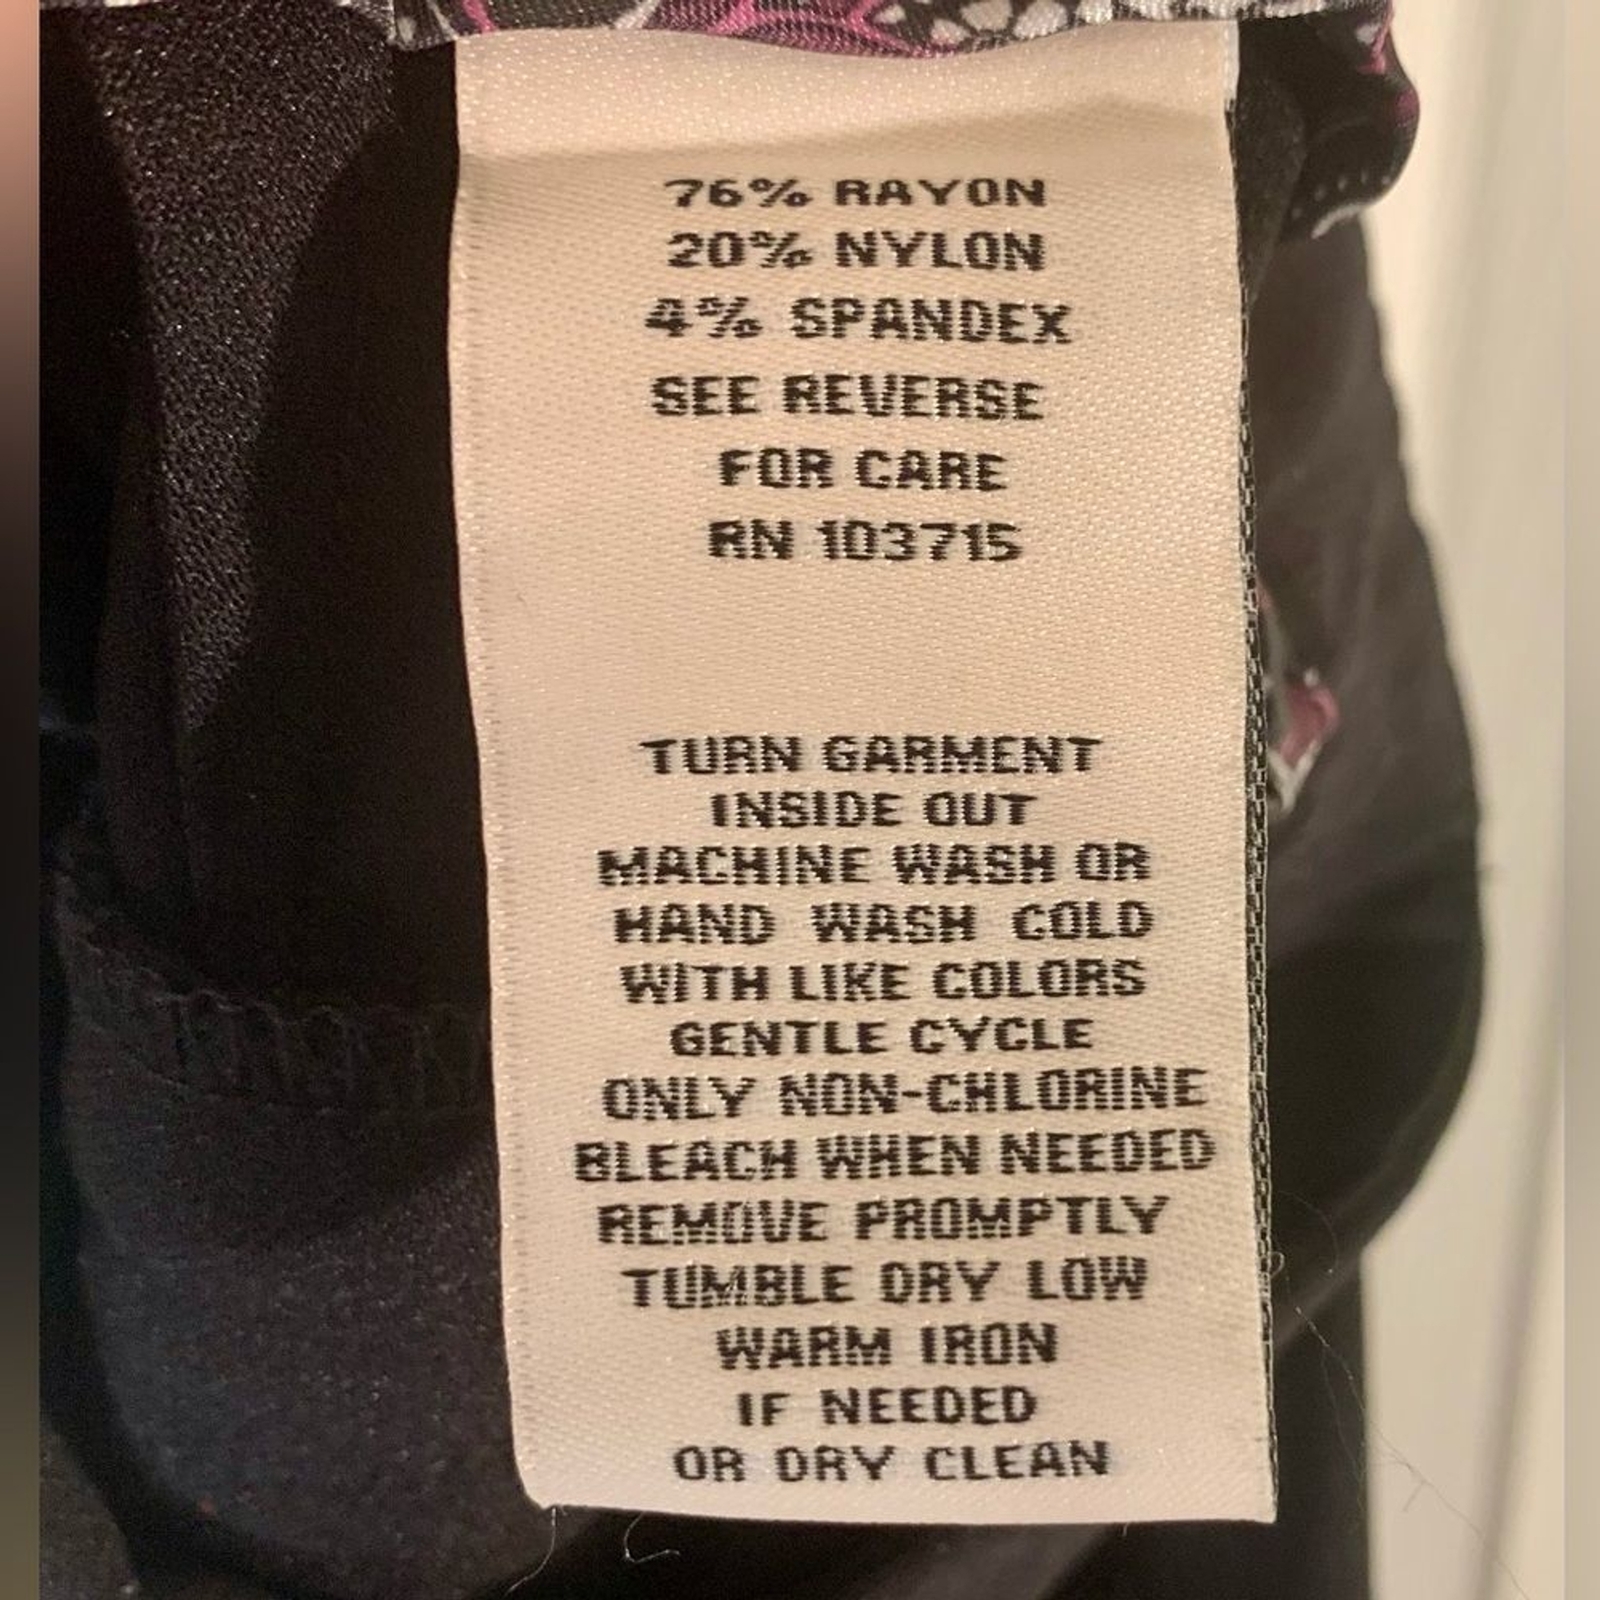 76% RAYON
20% NYLON
4% SPANDEX
SEE REVERSE
FOR CARE
RN 103715
TURN GARMENT
INSIDE OUT
MACHINE WASH OR
HAND WASH COLD
WITH LIKE COLORS
GENTLE CYCLE
ONLY NON-CHLORINE
BLEACH WHEN NEEDED
REMOVE PROMPTLY
TUMBLE DRY LOW
WARM IRON
IF NEEDED
OR DRY CLEAN